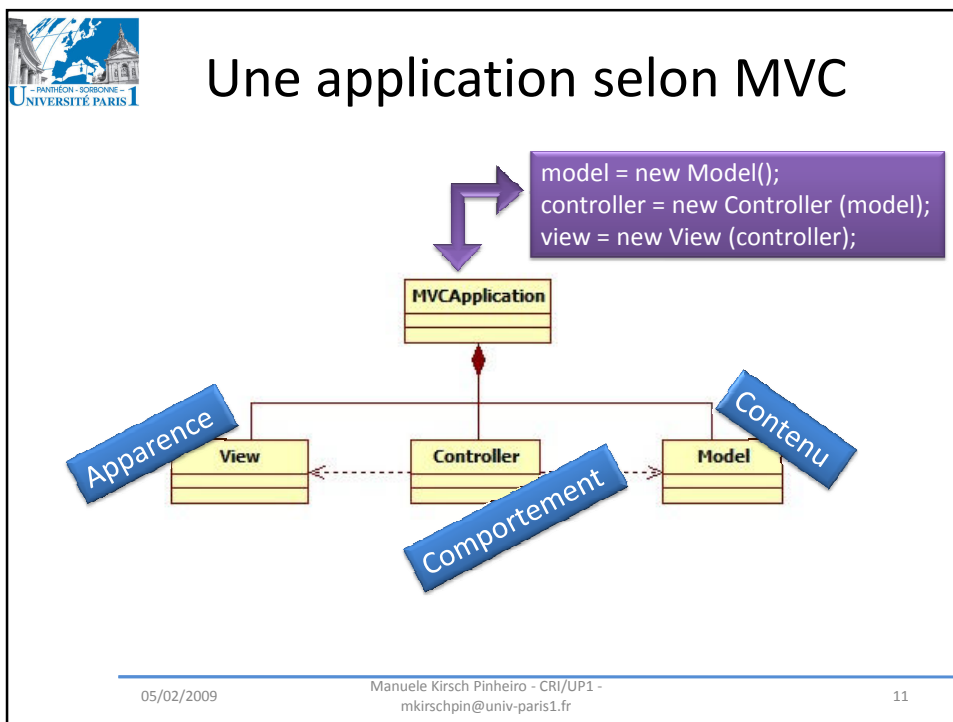 – PANTHÉON - SORBONNE –
UNIVERSITÉ PARIS 1
Une application selon MVC
model = new Model();
controller = new Controller (model);
view = new View (controller);
MVCApplication
Apparence
View
Controller
Comportement
Model
Contenu
05/02/2009
Manuele Kirsch Pinheiro - CRI/UP1 -
mkirschpin@univ-paris1.fr
11